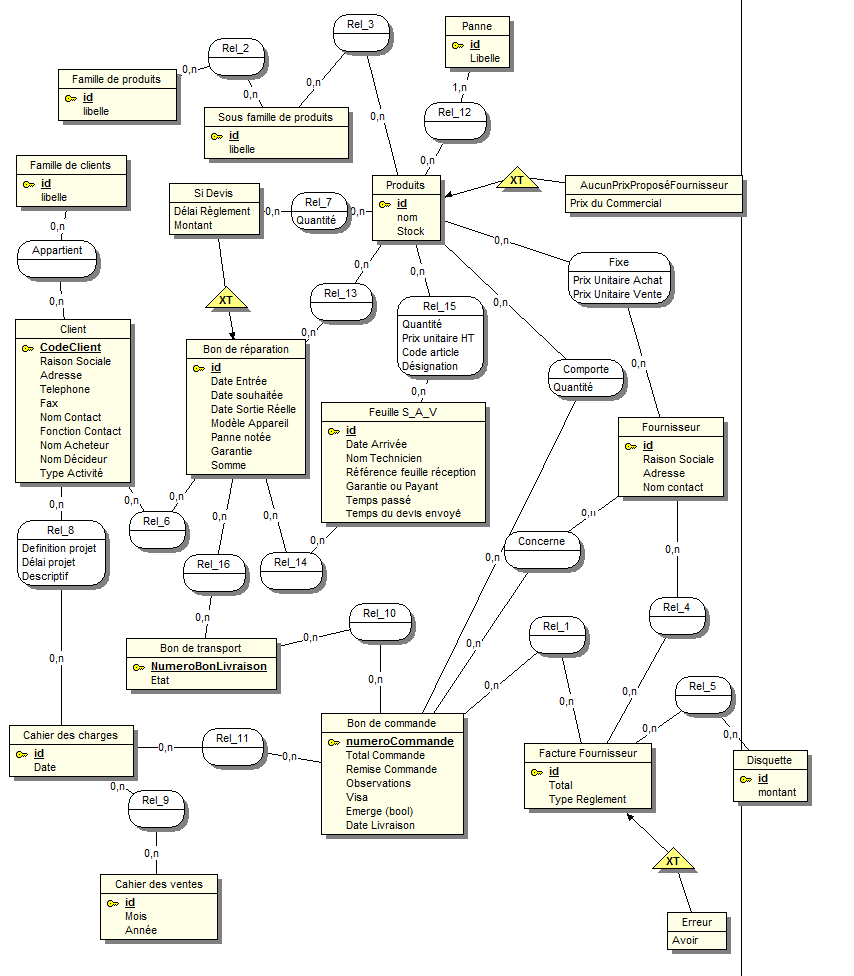 Rel_3
Panne
id
Libelle
Rel_2
0,n
0,n
0,n
1,n
Famille de produits
id
libelle
Sous famille de produits
id
libelle
0,n
Rel_12
0,n
Famille de clients
id
libelle
0,n
Appartient
0,n
Si Devis
Délai Règlement
Montant
0,n
Rel_7
Quantité
0,n
Produits
id
nom
Stock
XT
AucunPrixProposéFournisseur
Prix du Commercial
0,n
Fixe
Prix Unitaire Achat
Prix Unitaire Vente
0,n
XT
0,n
Rel_13
0,n
0,n
Rel_15
Quantité
Prix unitaire HT
Code article
Désignation
0,n
0,n
Comporte
Quantité
0,n
Client
CodeClient
Raison Sociale
Adresse
Telephone
Fax
Nom Contact
Fonction Contact
Nom Acheteur
Nom Décideur
Type Activité
Bon de réparation
id
Date Entrée
Date souhaitée
Date Sortie Réelle
Modèle Appareil
Panne notée
Garantie
Somme
Feuille S_A_V
id
Date Arrivée
Nom Technicien
Référence feuille réception
Garantie ou Payant
Temps passé
Temps du devis envoyé
Fournisseur
id
Raison Sociale
Adresse
Nom contact
0,n
0,n
0,n
Rel_6
0,n
Rel_8
Definition projet
Délai projet
Descriptif
0,n
0,n
Rel_16
0,n
0,n
Rel_14
0,n
0,n
Concerne
0,n
0,n
Rel_4
0,n
Bon de transport
NumeroBonLivraison
Etat
0,n
Rel_10
0,n
Rel_1
0,n
0,n
Rel_5
0,n
0,n
Cahier des charges
id
Date
0,n
Rel_11
0,n
Bon de commande
numeroCommande
Total Commande
Remise Commande
Observations
Visa
Emerge (bool)
Date Livraison
Facture Fournisseur
id
Total
Type Reglement
Disquette
id
montant
0,n
Rel_9
0,n
Cahier des ventes
id
Mois
Année
XT
Erreur
Avoir